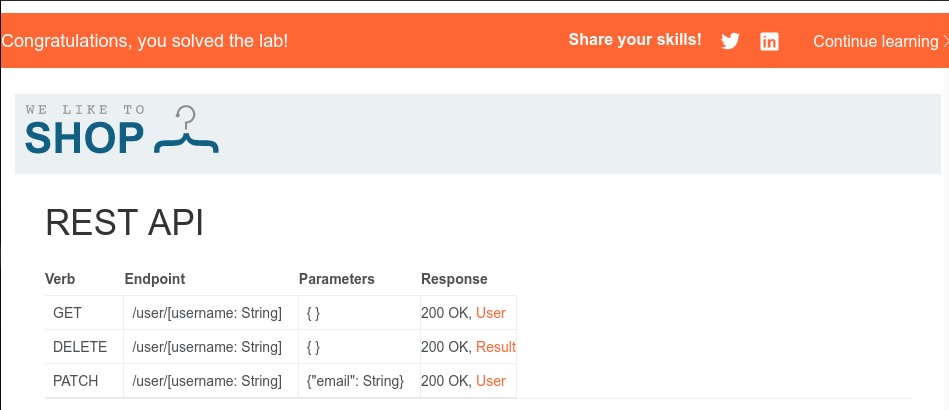 Congratulations, you solved the lab!
Share your skills!
Continue learning
WE LIKE TO
SHOP
REST API
Verb Endpoint Parameters Response
GET /user/[username: String] { } 200 OK, User
DELETE /user/[username: String] { } 200 OK, Result
PATCH /user/[username: String] {"email": String} 200 OK, User